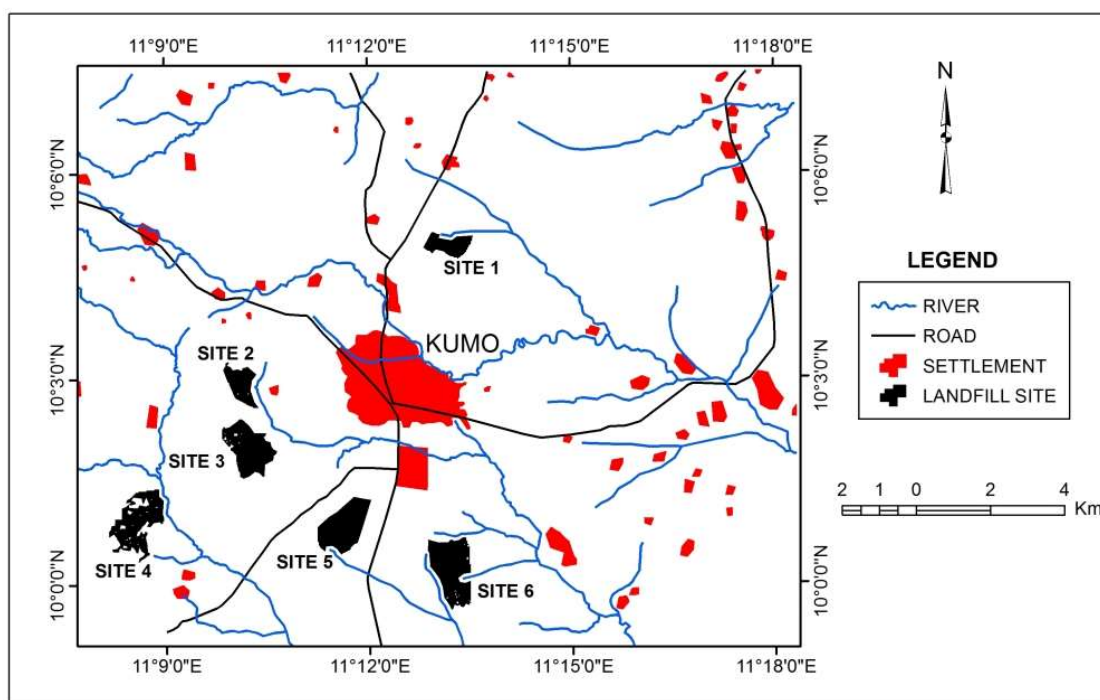 11°9'0"E 11°12'0"E 11°15'0"E 11°18'0"E
N
10°6'0"N 10°6'0"N
SITE 1
LEGEND
RIVER
ROAD
SETTLEMENT
LANDFILL SITE
KUMO
SITE 2
10°3'0"N 10°3'0"N
SITE 3
2 1 0 2 4
Km
SITE 4
SITE 5
SITE 6
10°0'0"N 10°0'0"N
11°9'0"E 11°12'0"E 11°15'0"E 11°18'0"E